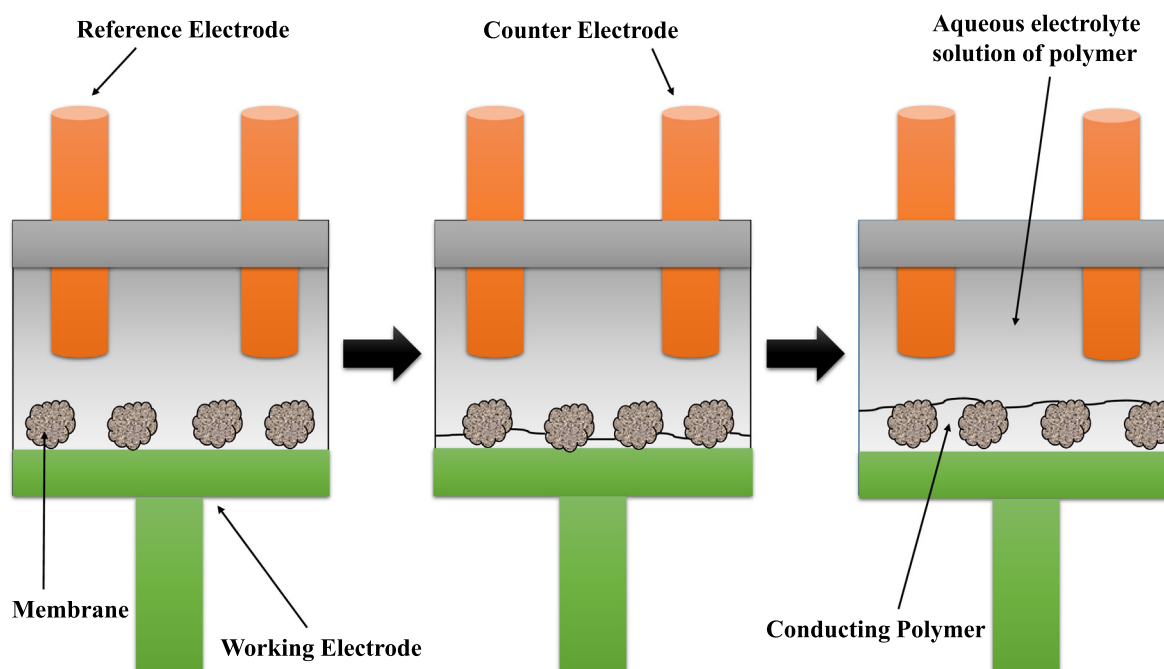 Reference Electrode
Counter Electrode
Aqueous electrolyte
solution of polymer
Membrane
Working Electrode
Conducting Polymer